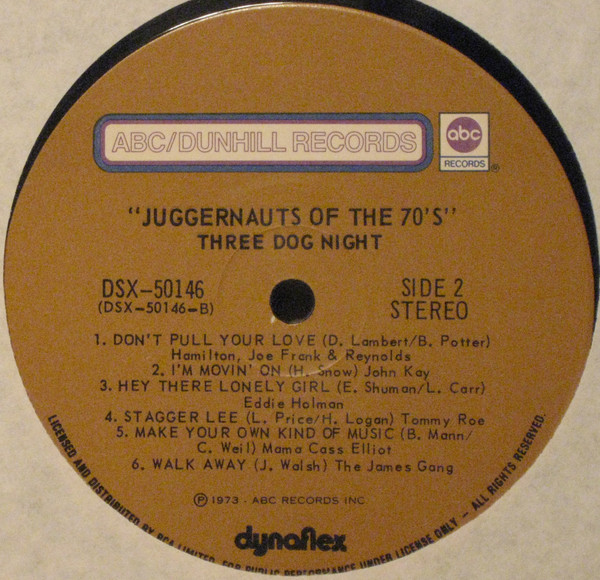 ABC/DUNHILL RECORDS
abc
RECORDS
"JUGGERNAUTS OF THE 70'S"
THREE DOG NIGHT
DSX-50146
(DSX-50146-B)
SIDE 2
STEREO
1. DON'T PULL YOUR LOVE (D. Lambert/B. Potter)
Hamilton, Joe Frank & Reynolds
2. I'M MOVIN' ON (H. Snow) John Kay
3. HEY THERE LONELY GIRL (E. Shuman/L. Carr)
Eddie Holman
4. STAGGER LEE (L. Price/H. Logan) Tommy Roe
5. MAKE YOUR OWN KIND OF MUSIC (B. Mann/
C. Weil) Mama Cass Elliot
6. WALK AWAY (J. Walsh) The James Gang
℗ 1973 · ABC RECORDS INC.
dynaflex
LICENSED AND DISTRIBUTED BY RCA LIMITED. FOR PUBLIC PERFORMANCE UNDER LICENSE ONLY — ALL RIGHTS RESERVED.